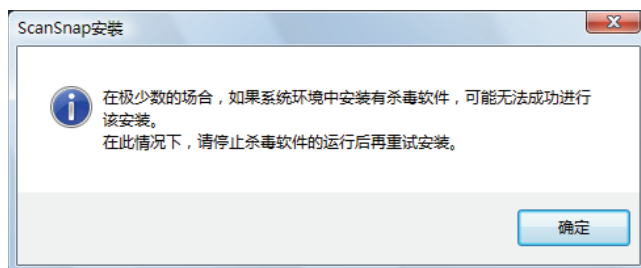 ScanSnap安装
在极少数的场合，如果系统环境中安装有杀毒软件，可能无法成功进行
该安装。
在此情况下，请停止杀毒软件的运行后再重试安装。
确定